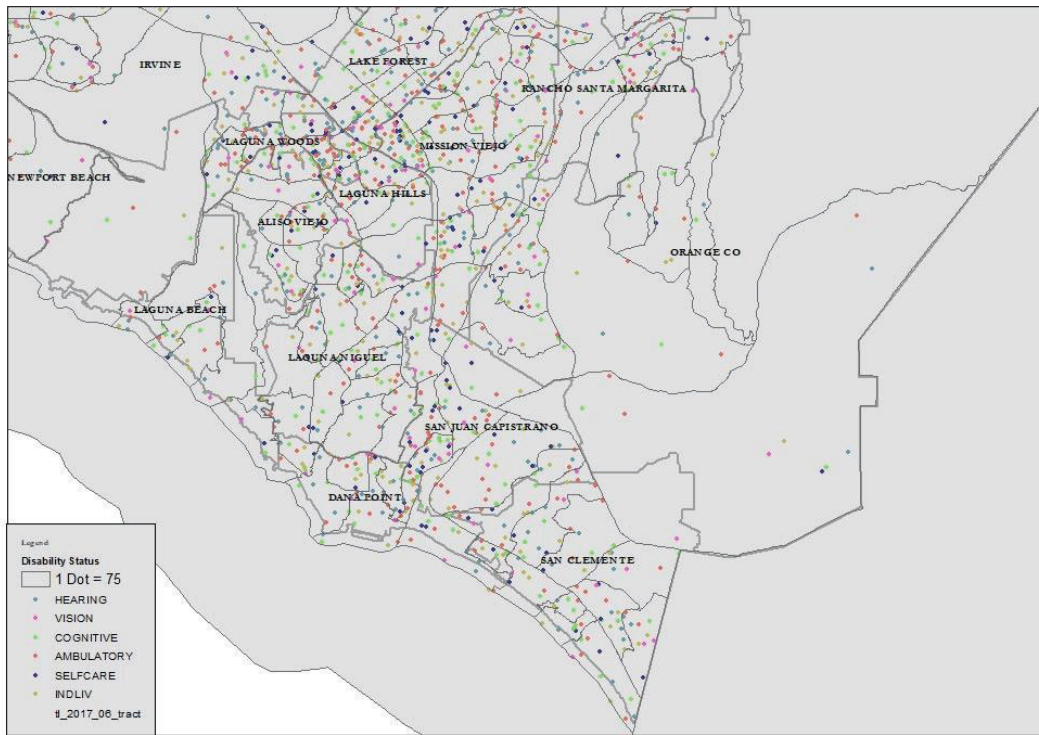 LAKE FOREST
IRVINE
RANCHO SANTA MARGARITA
LAGUNA WOODS
MISSION VIEJO
NEWPORT BEACH
LAGUNA HILLS
ALISO VIEJO
ORANGE CO
LAGUNA BEACH
LAGUNA NIGUEL
SAN JUAN CAPISTRANO
DANA POINT
SAN CLEMENTE
Legend
Disability Status
1 Dot = 75
HEARING
VISION
COGNITIVE
AMBULATORY
SELFCARE
INDLIV
tl_2017_06_tract